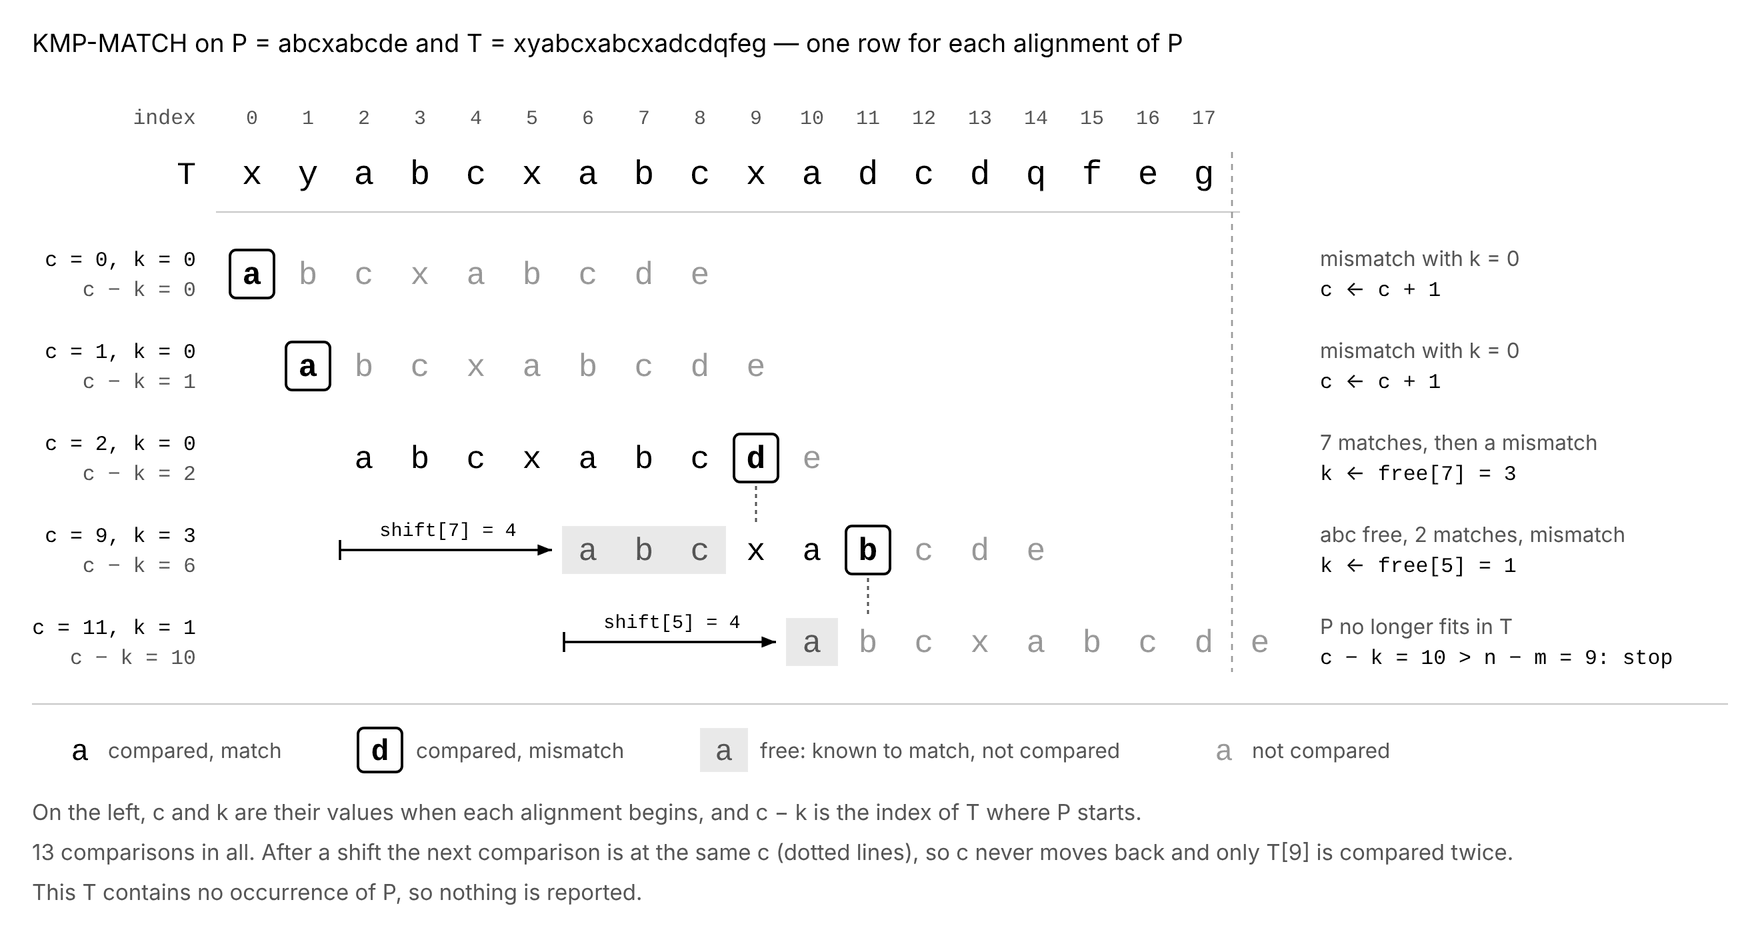 KMP-MATCH on P = abcxabcde and T = xyabcxabcxadcdqfeg — one row for each alignment of P
index 0 1 2 3 4 5 6 7 8 9 10 11 12 13 14 15 16 17
T x y a b c x a b c x a d c d q f e g
c = 0, k = 0
c − k = 0
a b c x a b c d e
mismatch with k = 0
c ← c + 1
c = 1, k = 0
c − k = 1
a b c x a b c d e
mismatch with k = 0
c ← c + 1
c = 2, k = 0
c − k = 2
a b c x a b c d e
7 matches, then a mismatch
k ← free[7] = 3
c = 9, k = 3
c − k = 6
shift[7] = 4
a b c x a b c d e
abc free, 2 matches, mismatch
k ← free[5] = 1
c = 11, k = 1
c − k = 10
shift[5] = 4
a b c x a b c d e
P no longer fits in T
c − k = 10 > n − m = 9: stop
a compared, match
d compared, mismatch
a free: known to match, not compared
a not compared
On the left, c and k are their values when each alignment begins, and c − k is the index of T where P starts.
13 comparisons in all. After a shift the next comparison is at the same c (dotted lines), so c never moves back and only T[9] is compared twice.
This T contains no occurrence of P, so nothing is reported.